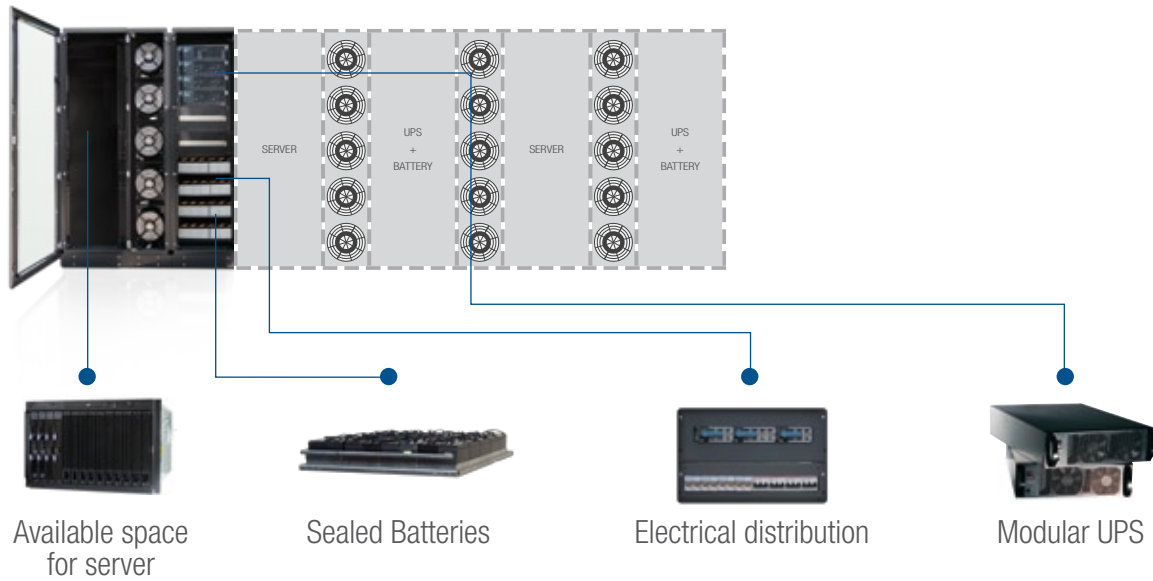 SERVER
UPS
+
BATTERY
SERVER
UPS
+
BATTERY
Available space
for server
Sealed Batteries
Electrical distribution
Modular UPS